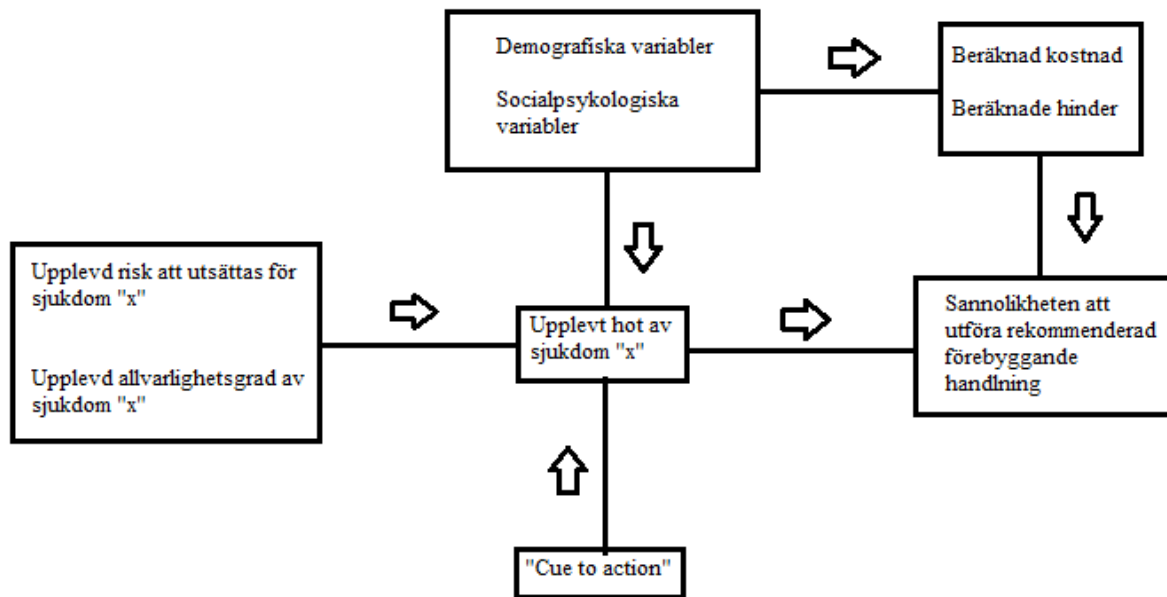 Demografiska variabler
Socialpsykologiska
variabler
Beräknad kostnad
Beräknade hinder
Upplevd risk att utsättas för
sjukdom "x"
Upplevd allvarlighetsgrad av
sjukdom "x"
Upplevt hot av
sjukdom "x"
Sannolikheten att
utföra rekommenderad
förebyggande
handlning
"Cue to action"